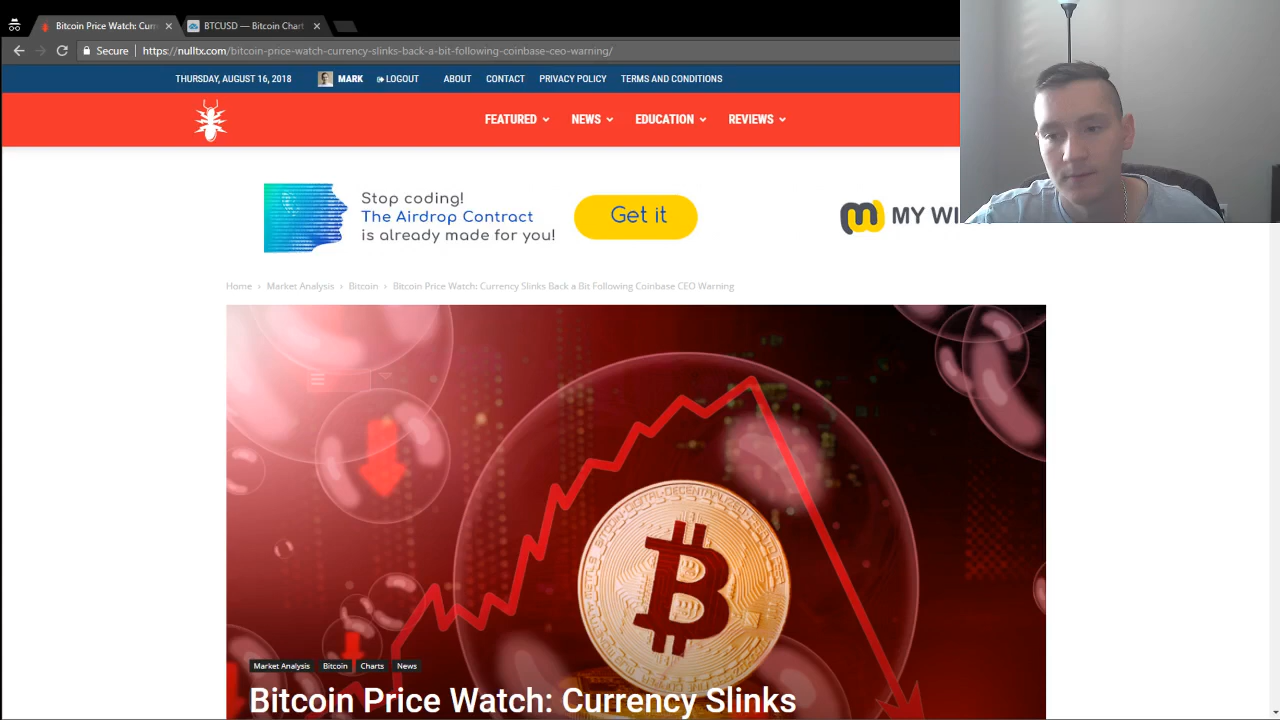 Bitcoin Price Watch: Curr
BTCUSD — Bitcoin Chart
Secure
https://nulltx.com/bitcoin-price-watch-currency-slinks-back-a-bit-following-coinbase-ceo-warning/
THURSDAY, AUGUST 16, 2018 MARK LOGOUT ABOUT CONTACT PRIVACY POLICY TERMS AND CONDITIONS
FEATURED NEWS EDUCATION REVIEWS
Stop coding!
The Airdrop Contract
is already made for you!
Get it
MY WI
Home › Market Analysis › Bitcoin › Bitcoin Price Watch: Currency Slinks Back a Bit Following Coinbase CEO Warning
DIGITAL DECENTRALIZED
Market Analysis Bitcoin Charts News
Bitcoin Price Watch: Currency Slinks